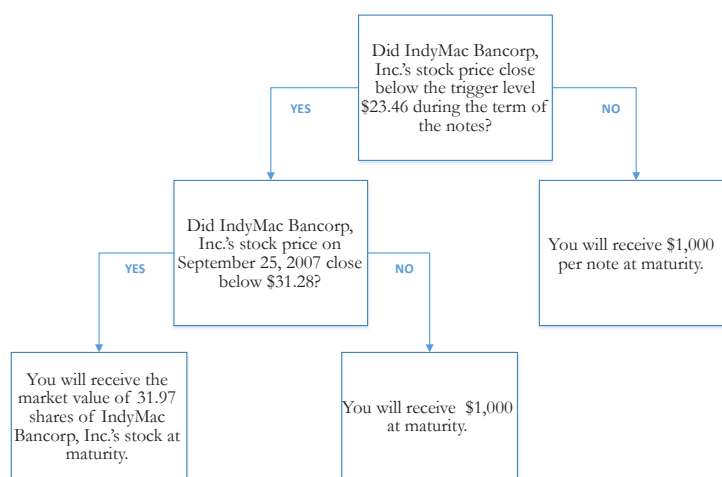 Did IndyMac Bancorp,
Inc.'s stock price close
below the trigger level
$23.46 during the term of
the notes?
YES
NO
Did IndyMac Bancorp,
Inc.'s stock price on
September 25, 2007 close
below $31.28?
You will receive $1,000
per note at maturity.
YES
NO
You will receive the
market value of 31.97
shares of IndyMac
Bancorp, Inc.'s stock at
maturity.
You will receive $1,000
at maturity.